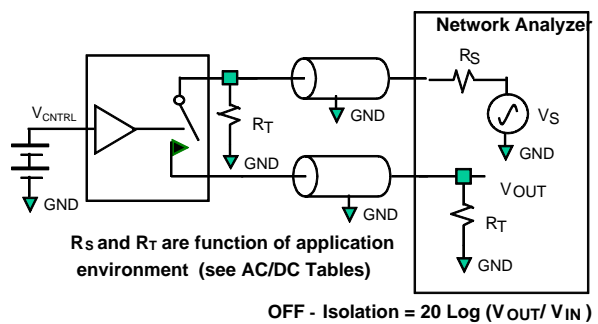 Network Analyzer
RS
VCNTRL
RT
GND
VS
GND
GND
GND
VOUT
GND
RT
GND
RS and RT are function of application
environment (see AC/DC Tables)
GND
OFF - Isolation = 20 Log (VOUT/ VIN )